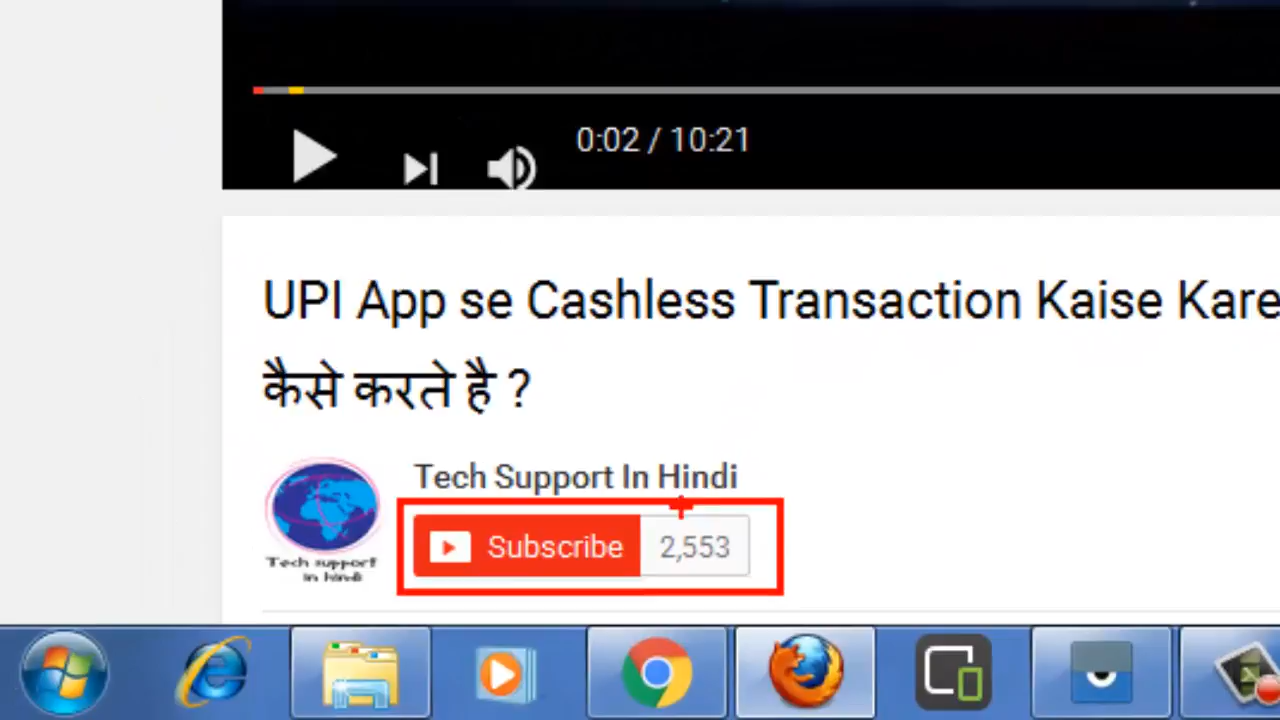 0:02 / 10:21
UPI App se Cashless Transaction Kaise Kare
कैसे करते है ?
Tech Support In Hindi
Subscribe 2,553
Tech support
in hindi